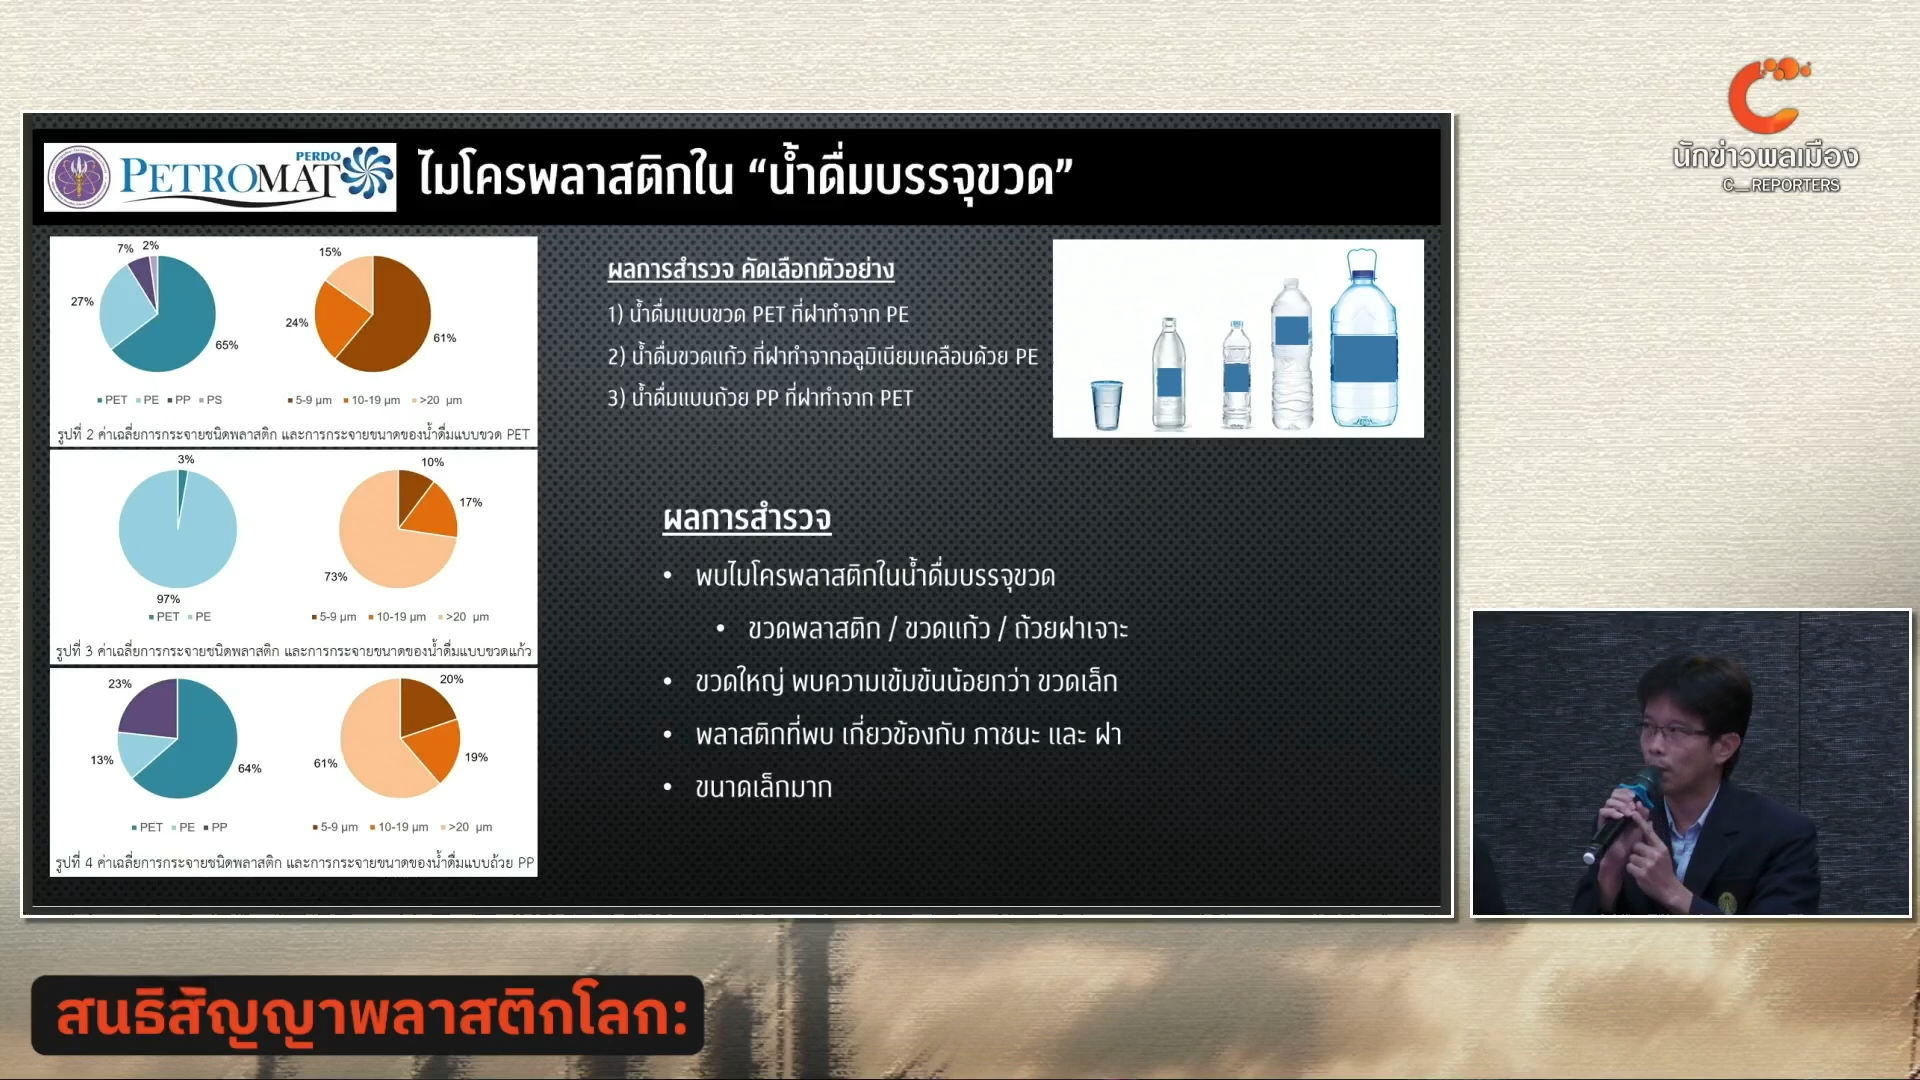 นักข่าวพลเมือง
C__REPORTERS
PETROMAT
PERDO
ไมโครพลาสติกใน “น้ำดื่มบรรจุขวด”
7% 2%
27%
65%
15%
24%
61%
PET PE PP PS
5-9 µm 10-19 µm >20 µm
รูปที่ 2 ค่าเฉลี่ยการกระจายชนิดพลาสติก และการกระจายขนาดของน้ำดื่มแบบขวด PET
3%
97%
PET PE
10%
17%
73%
5-9 µm 10-19 µm >20 µm
รูปที่ 3 ค่าเฉลี่ยการกระจายชนิดพลาสติก และการกระจายขนาดของน้ำดื่มแบบขวดแก้ว
23%
13%
64%
PET PE PP
20%
19%
61%
5-9 µm 10-19 µm >20 µm
รูปที่ 4 ค่าเฉลี่ยการกระจายชนิดพลาสติก และการกระจายขนาดของน้ำดื่มแบบถ้วย PP
ผลการสำรวจ คัดเลือกตัวอย่าง
1) น้ำดื่มแบบขวด PET ที่ฝาทำจาก PE
2) น้ำดื่มขวดแก้ว ที่ฝาทำจากอลูมิเนียมเคลือบด้วย PE
3) น้ำดื่มแบบถ้วย PP ที่ฝาทำจาก PET
ผลการสำรวจ
• พบไมโครพลาสติกในน้ำดื่มบรรจุขวด
• ขวดพลาสติก / ขวดแก้ว / ถ้วยฝาเจาะ
• ขวดใหญ่ พบความเข้มข้นน้อยกว่า ขวดเล็ก
• พลาสติกที่พบ เกี่ยวข้องกับ ภาชนะ และ ฝา
• ขนาดเล็กมาก
สนธิสัญญาพลาสติกโลก: